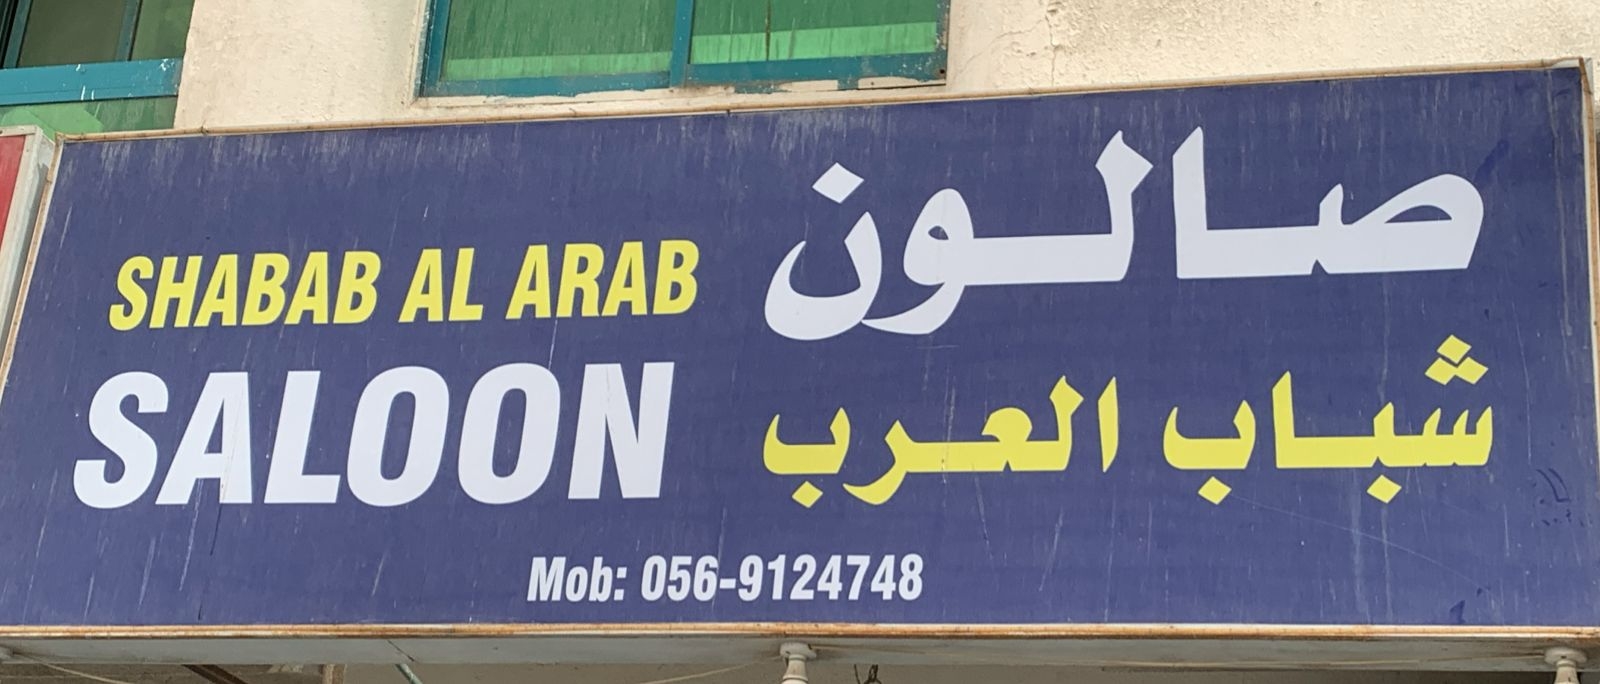 صالون
شباب العرب
SHABAB AL ARAB
SALOON
Mob: 056-9124748